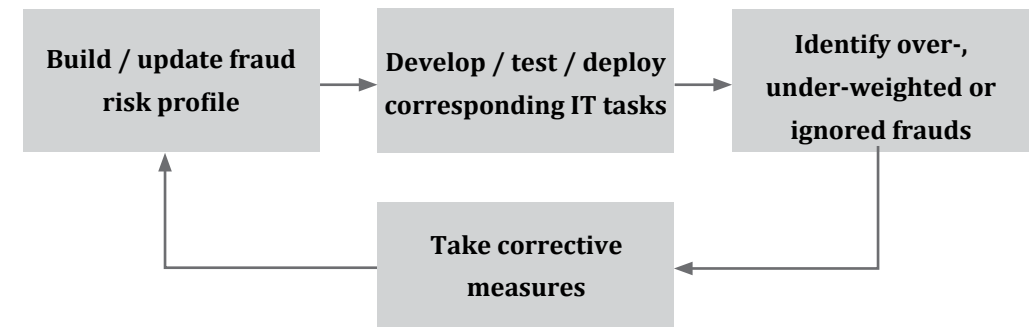 Build / update fraud
risk profile
Develop / test / deploy
corresponding IT tasks
Identify over-,
under-weighted or
ignored frauds
Take corrective
measures